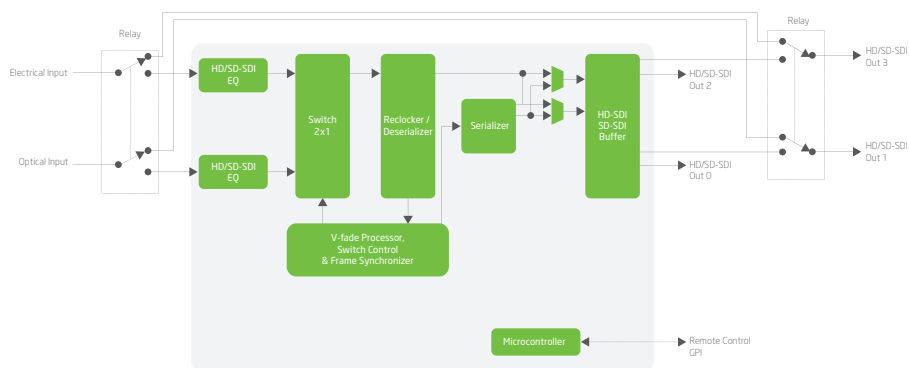 Relay
Relay
Electrical Input
HD/SD-SDI
EQ
HD/SD-SDI
Out 3
HD/SD-SDI
Out 2
Switch
2x1
Reclocker /
Deserializer
Serializer
HD-SDI
SD-SDI
Buffer
Optical Input
HD/SD-SDI
EQ
HD/SD-SDI
Out 1
HD/SD-SDI
Out 0
V-fade Processor,
Switch Control
& Frame Synchronizer
Microcontroller
Remote Control
GPI